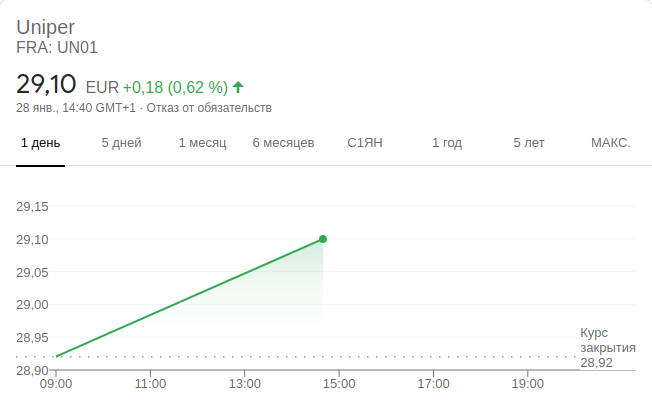 Uniper
FRA: UN01
29,10 EUR +0,18 (0,62 %)
28 янв., 14:40 GMT+1 · Отказ от обязательств
1 день 5 дней 1 месяц 6 месяцев С1ЯН 1 год 5 лет МАКС.
29,15
29,10
29,05
29,00
28,95
28,90
Курс
закрытия
28,92
09:00 11:00 13:00 15:00 17:00 19:00